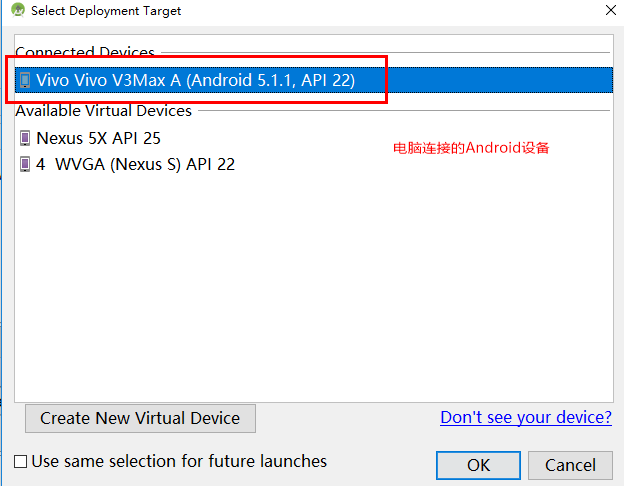 Select Deployment Target
Connected Devices
Vivo Vivo V3Max A (Android 5.1.1, API 22)
Available Virtual Devices
Nexus 5X API 25
电脑连接的Android设备
4 WVGA (Nexus S) API 22
Create New Virtual Device
Don't see your device?
Use same selection for future launches
OK
Cancel